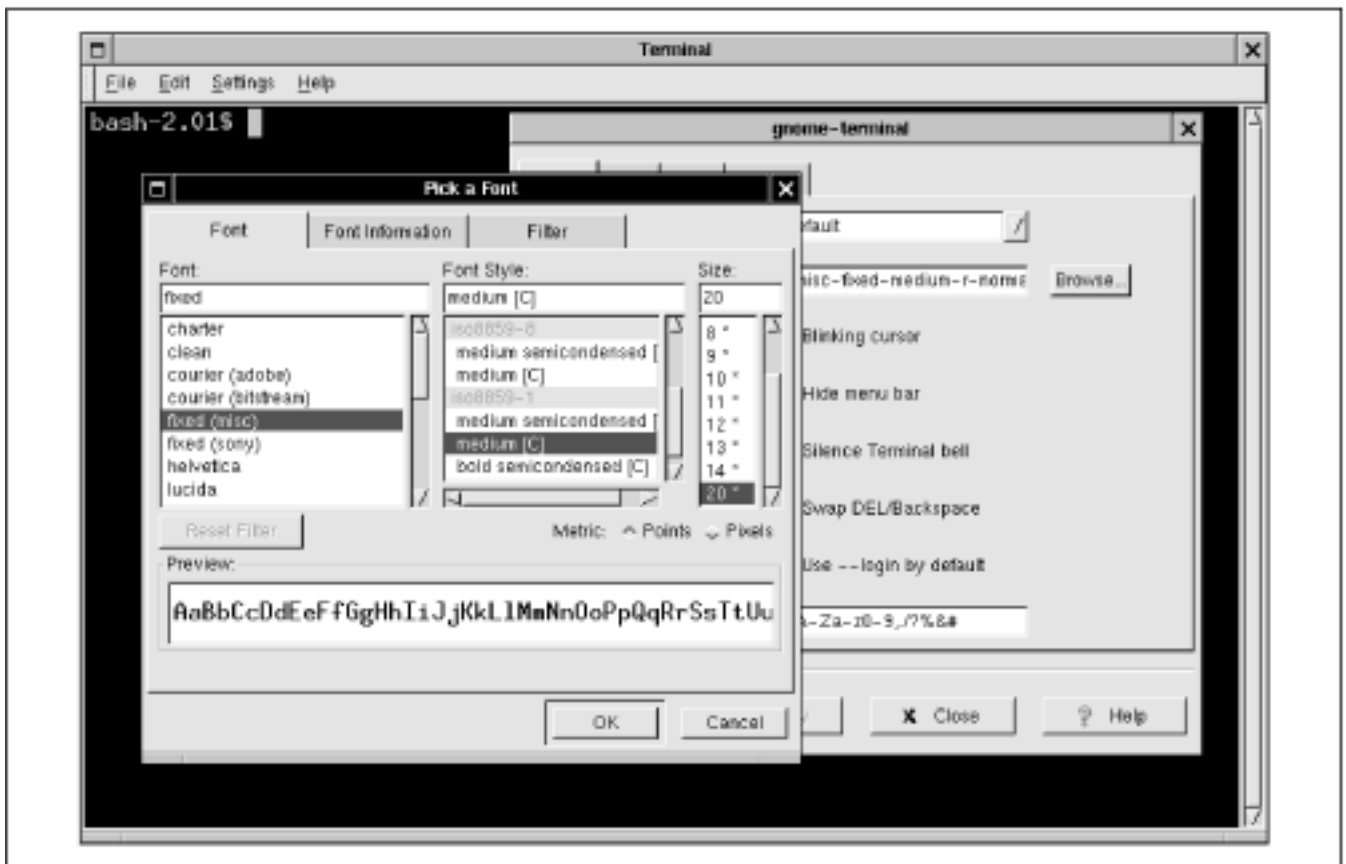 Terminal
File Edit Settings Help
bash-2.01$
gnome-terminal
Pick a Font
Font Font Information Filter
Font: Font Style: Size:
fixed medium [C] 20
charter
clean
courier (adobe)
courier (bitstream)
fixed (misc)
fixed (sony)
helvetica
lucida
iso8859-8
medium semicondensed [
medium [C]
iso8859-1
medium semicondensed [
medium [C]
bold semicondensed [C]
8 *
9 *
10 *
11 *
12 *
13 *
14 *
20 *
Reset Filter Metric: Points Pixels
Preview:
AaBbCcDdEeFfGgHhIiJjKkLlMmNnOoPpQqRrSsTtUu
OK Cancel
efault
misc-fixed-medium-r-norma Browse...
Blinking cursor
Hide menu bar
Silence Terminal bell
Swap DEL/Backspace
Use --login by default
A-Za-z0-9,./?%&#
Close ? Help